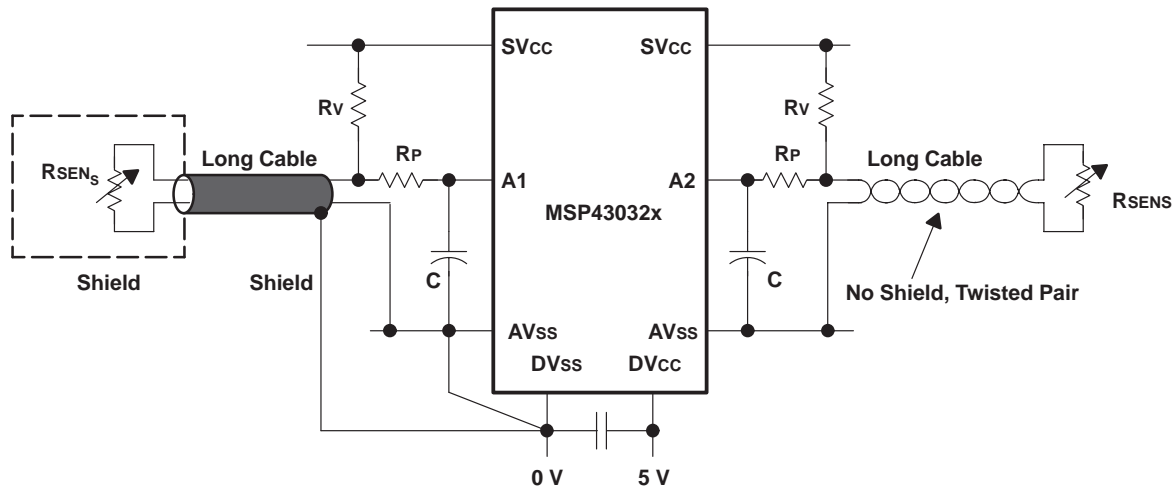 SVCC SVCC
RV RV
Long Cable RP RP Long Cable
RSENS A1 A2 RSENS
MSP43032x
Shield Shield C C No Shield, Twisted Pair
AVSS AVSS
DVSS DVCC
0 V 5 V